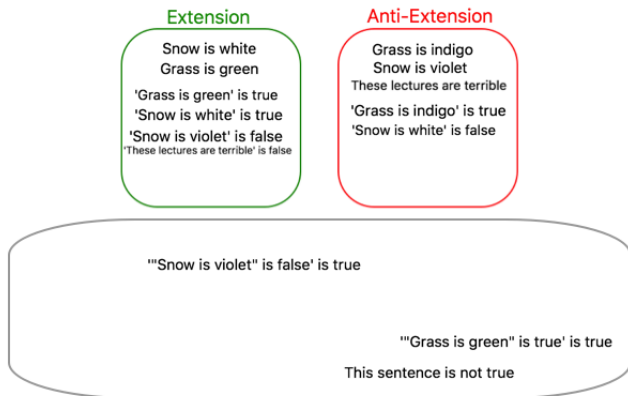 Extension
Snow is white
Grass is green
'Grass is green' is true
'Snow is white' is true
'Snow is violet' is false
'These lectures are terrible' is false
Anti-Extension
Grass is indigo
Snow is violet
These lectures are terrible
'Grass is indigo' is true
'Snow is white' is false
'"Snow is violet" is false' is true
'"Grass is green" is true' is true
This sentence is not true